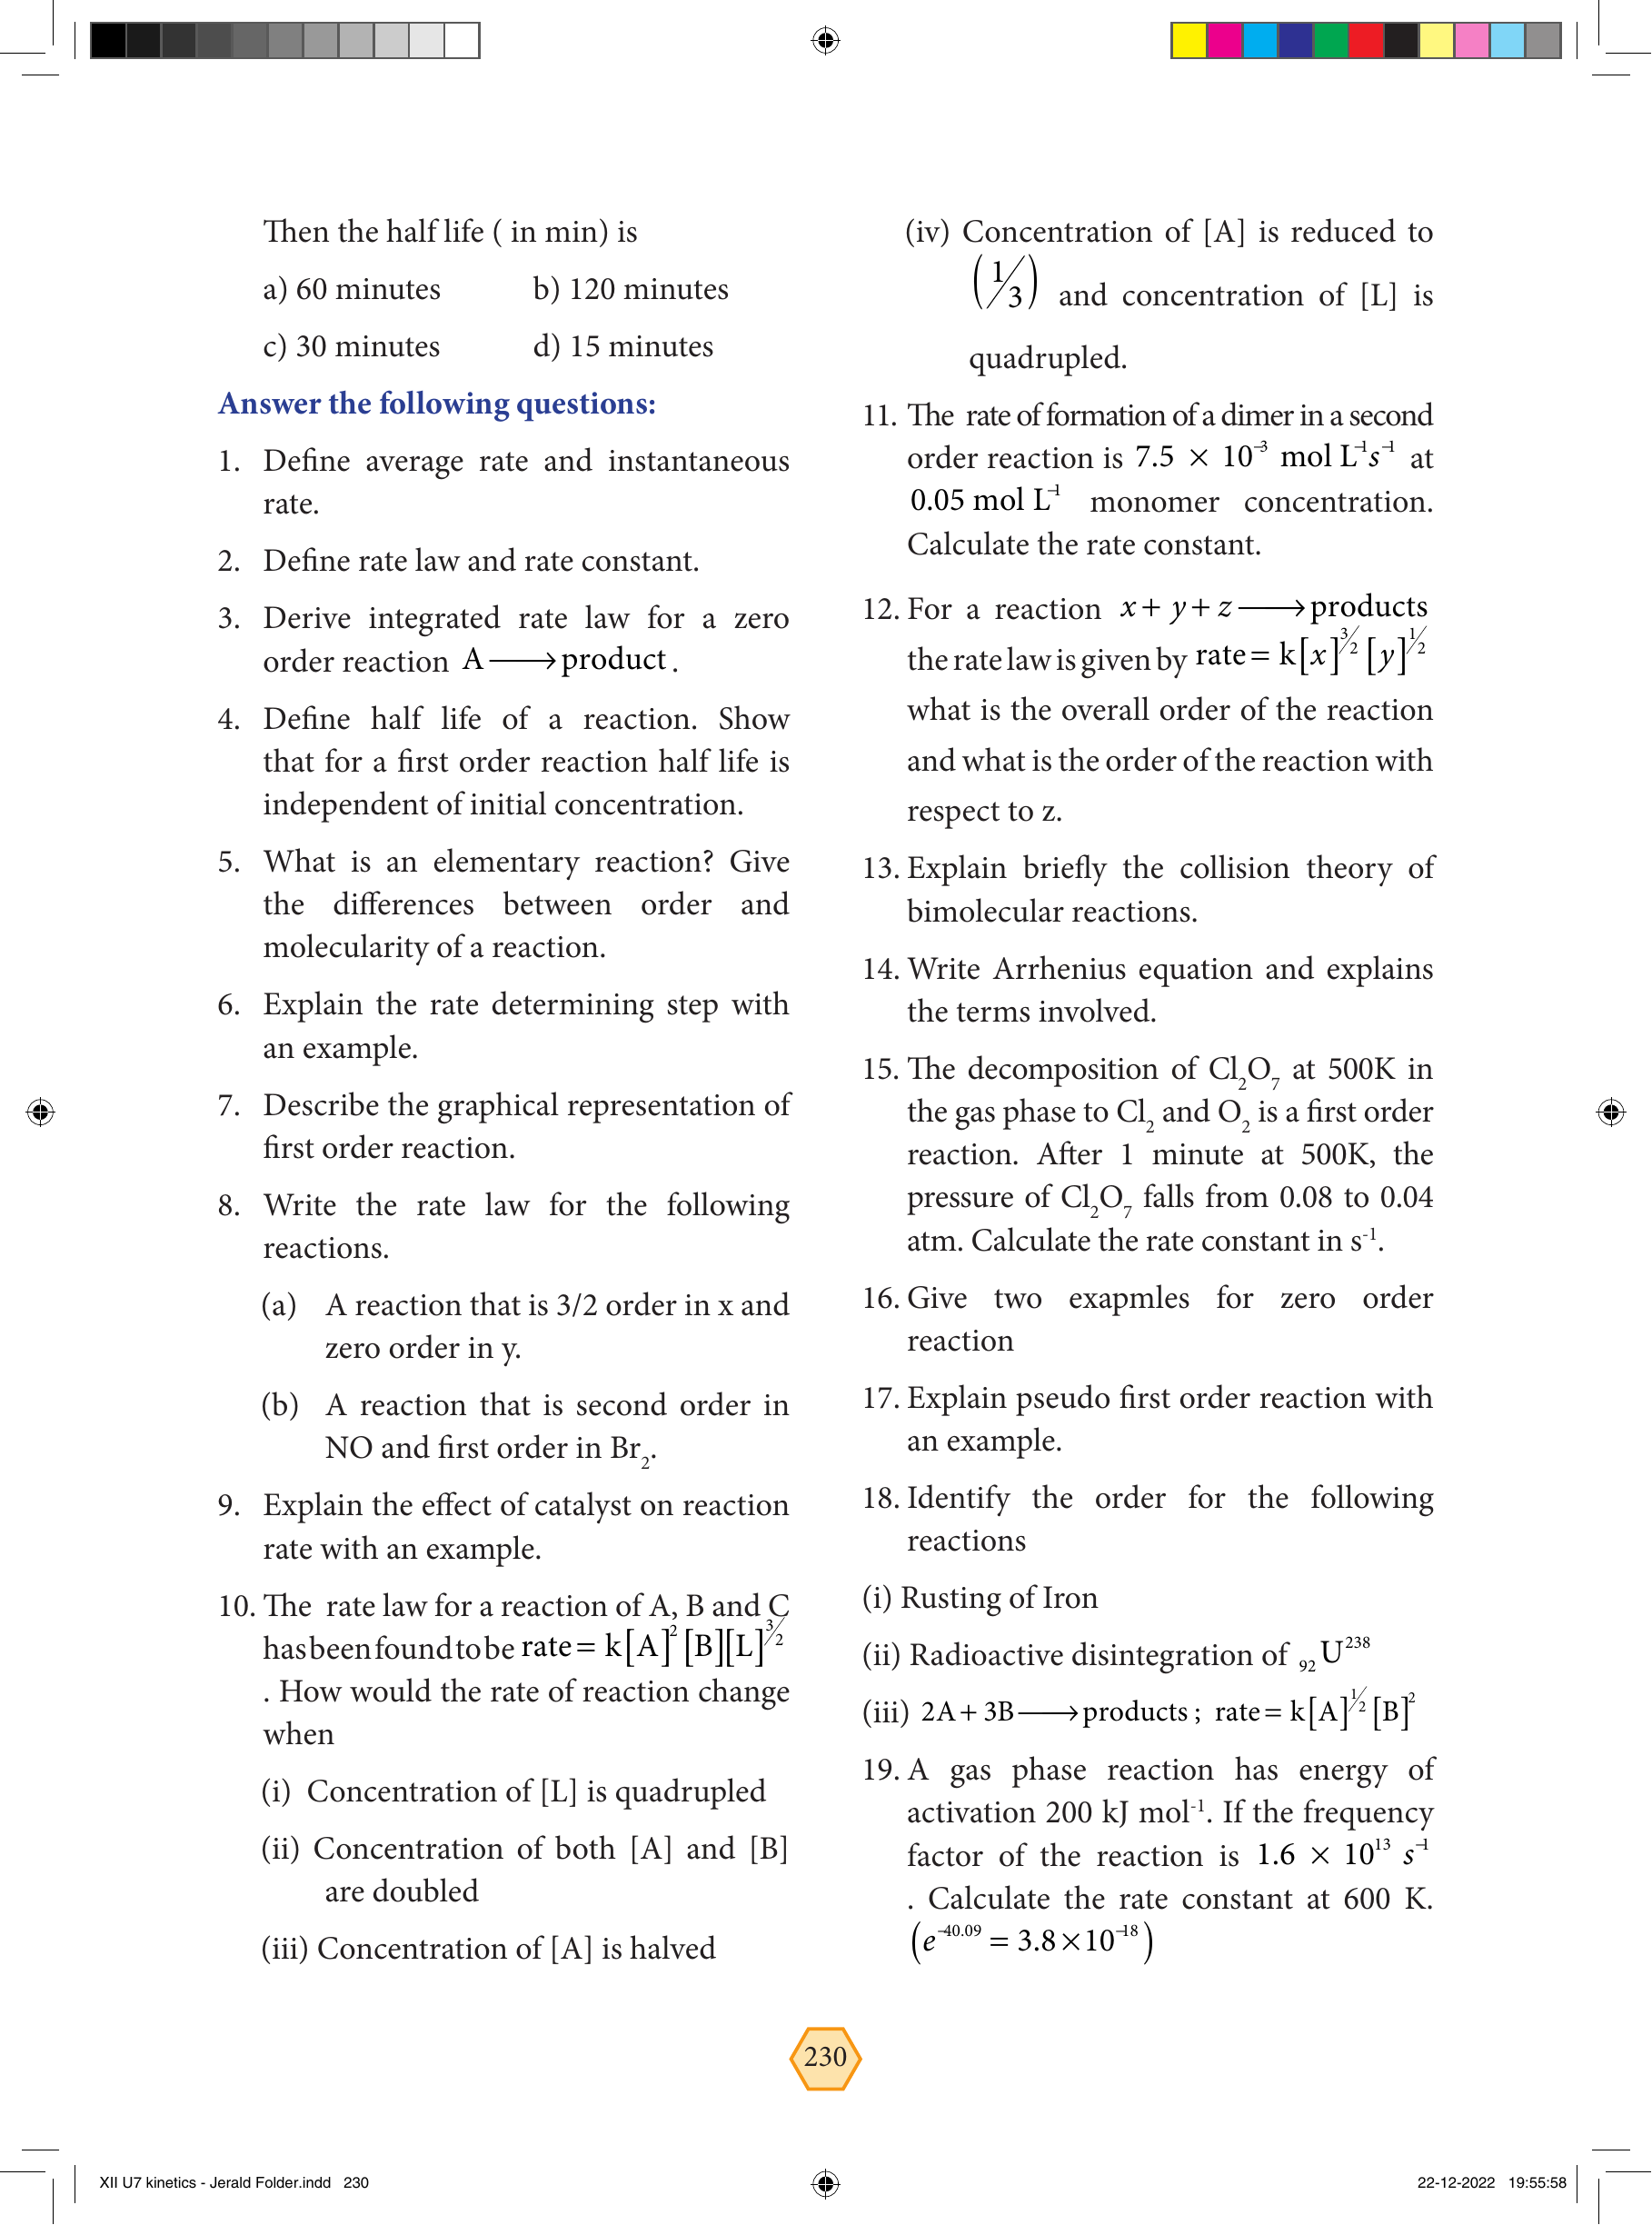 Then the half life ( in min) is
a) 60 minutes b) 120 minutes
c) 30 minutes d) 15 minutes
Answer the following questions:
1. Define average rate and instantaneous
rate.
2. Define rate law and rate constant.
3. Derive integrated rate law for a zero
order reaction A ⟶ product .
4. Define half life of a reaction. Show
that for a first order reaction half life is
independent of initial concentration.
5. What is an elementary reaction? Give
the differences between order and
molecularity of a reaction.
6. Explain the rate determining step with
an example.
7. Describe the graphical representation of
first order reaction.
8. Write the rate law for the following
reactions.
(a) A reaction that is 3/2 order in x and
zero order in y.
(b) A reaction that is second order in
NO and first order in Br₂.
9. Explain the effect of catalyst on reaction
rate with an example.
10. The rate law for a reaction of A, B and C
has been found to be rate = k[A]²[B][L]^(3/2)
. How would the rate of reaction change
when
(i) Concentration of [L] is quadrupled
(ii) Concentration of both [A] and [B]
are doubled
(iii) Concentration of [A] is halved
(iv) Concentration of [A] is reduced to
(1/3) and concentration of [L] is
quadrupled.
11. The rate of formation of a dimer in a second
order reaction is 7.5 × 10⁻³ mol L⁻¹s⁻¹ at
0.05 mol L⁻¹ monomer concentration.
Calculate the rate constant.
12. For a reaction x + y + z ⟶ products
the rate law is given by rate = k[x]^(3/2) [y]^(1/2)
what is the overall order of the reaction
and what is the order of the reaction with
respect to z.
13. Explain briefly the collision theory of
bimolecular reactions.
14. Write Arrhenius equation and explains
the terms involved.
15. The decomposition of Cl₂O₇ at 500K in
the gas phase to Cl₂ and O₂ is a first order
reaction. After 1 minute at 500K, the
pressure of Cl₂O₇ falls from 0.08 to 0.04
atm. Calculate the rate constant in s⁻¹.
16. Give two exapmles for zero order
reaction
17. Explain pseudo first order reaction with
an example.
18. Identify the order for the following
reactions
(i) Rusting of Iron
(ii) Radioactive disintegration of ₉₂U²³⁸
(iii) 2A + 3B ⟶ products ; rate = k[A]^(1/2) [B]²
19. A gas phase reaction has energy of
activation 200 kJ mol⁻¹. If the frequency
factor of the reaction is 1.6 × 10¹³ s⁻¹
. Calculate the rate constant at 600 K.
(e^(−40.09) = 3.8 × 10⁻¹⁸)
230
XII U7 kinetics - Jerald Folder.indd 230
22-12-2022 19:55:58